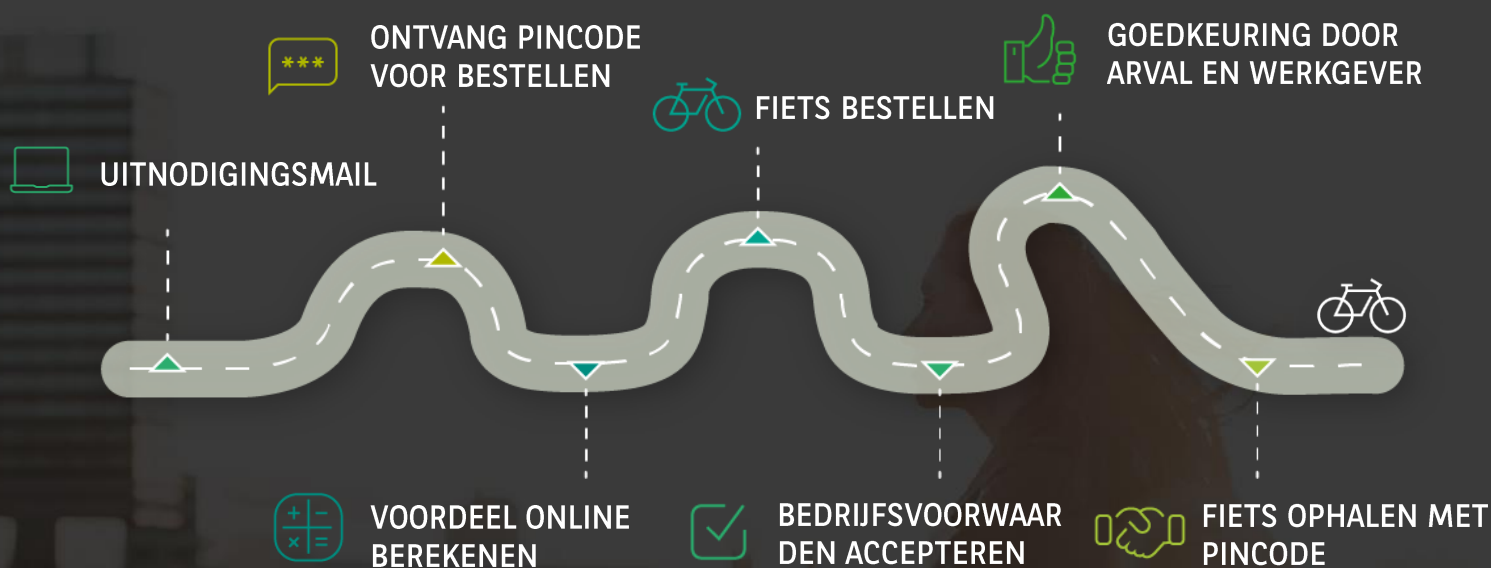 UITNODIGINGSMAIL
***
ONTVANG PINCODE
VOOR BESTELLEN
VOORDEEL ONLINE
BEREKENEN
FIETS BESTELLEN
BEDRIJFSVOORWAAR
DEN ACCEPTEREN
GOEDKEURING DOOR
ARVAL EN WERKGEVER
FIETS OPHALEN MET
PINCODE